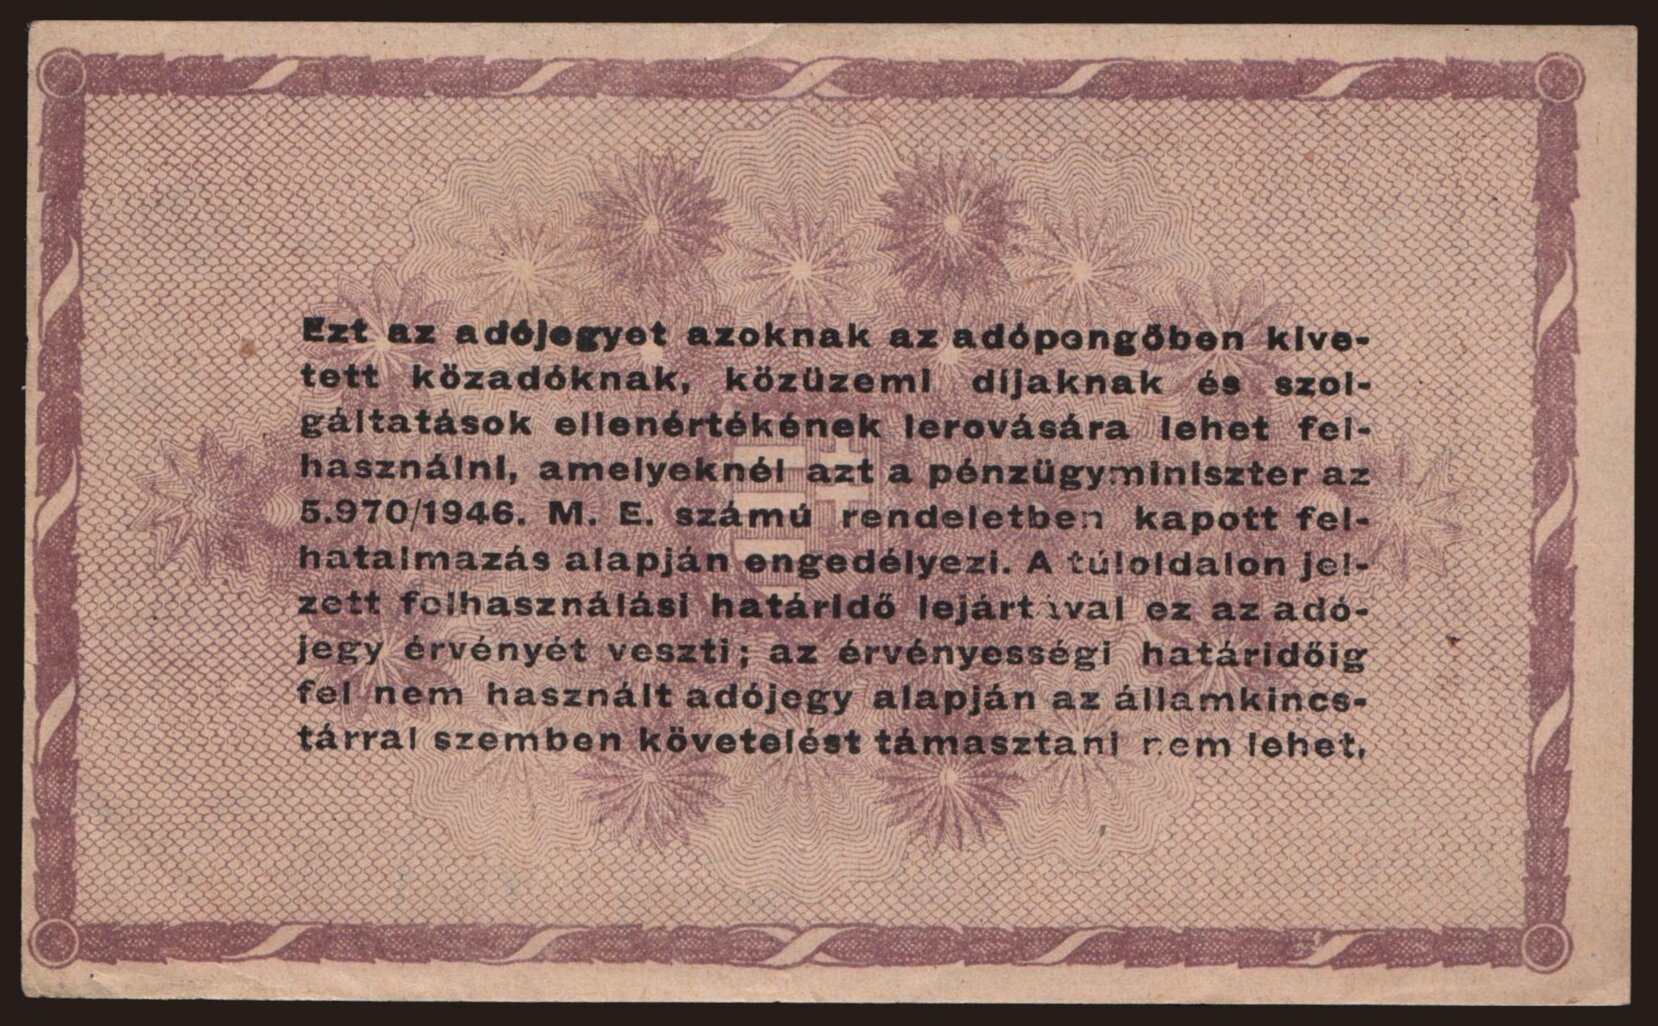 Ezt az adójegyet azoknak az adópengőben kive-
tett közadóknak, közüzemi díjaknak és szol-
gáltatások ellenértékének lerovására lehet fel-
használni, amelyeknél azt a pénzügyminiszter az
5.970/1946. M. E. számú rendeletben kapott fel-
hatalmazás alapján engedélyezi. A túloldalon jel-
zett felhasználási határidő lejártával ez az adó-
jegy érvényét veszti; az érvényességi határidőig
fel nem használt adójegy alapján az államkincs-
tárral szemben követelést támasztani nem lehet.